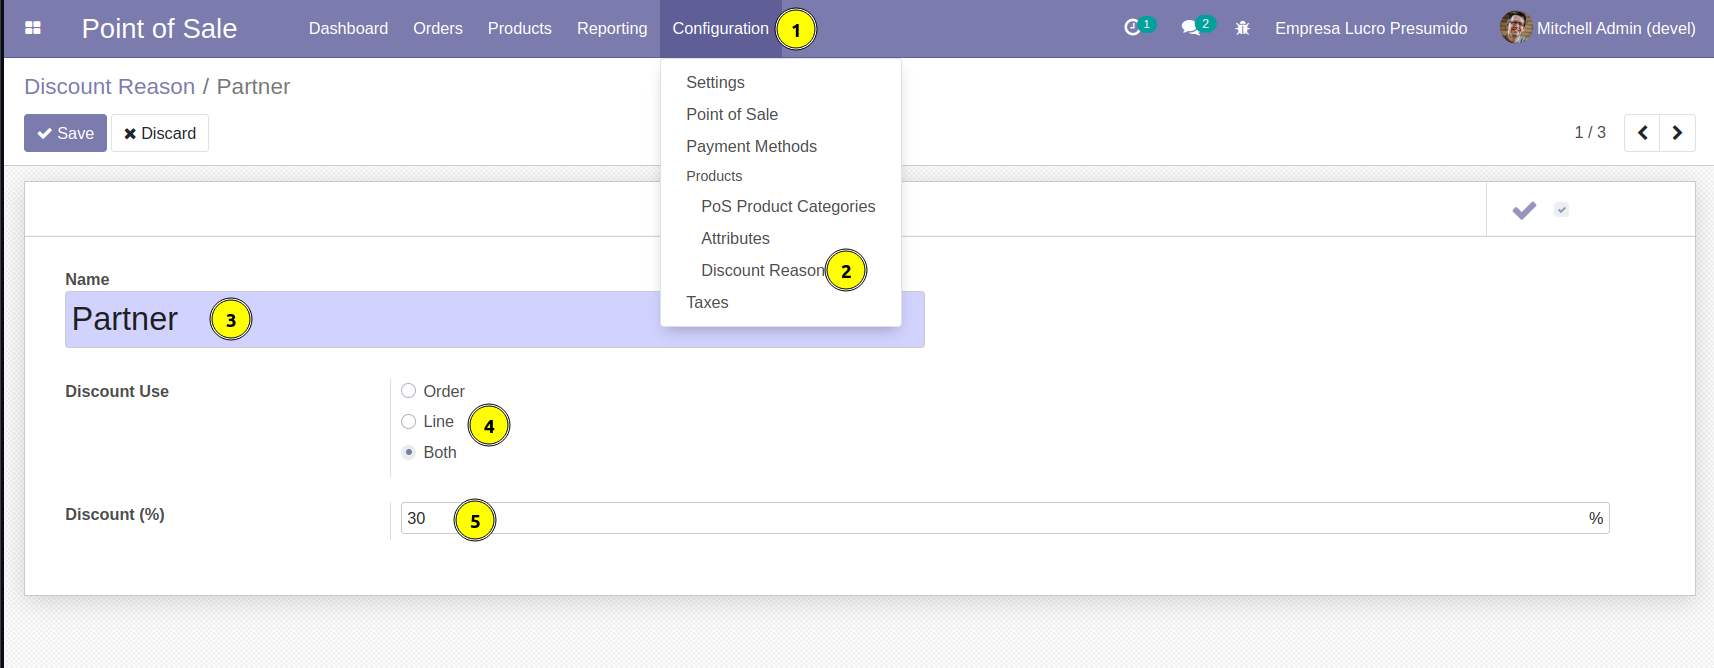 Point of Sale Dashboard Orders Products Reporting Configuration 1 1 2 Empresa Lucro Presumido Mitchell Admin (devel)
Discount Reason / Partner
Save Discard
1 / 3
Settings
Point of Sale
Payment Methods
Products
PoS Product Categories
Attributes
Discount Reason 2
Taxes
Name
Partner 3
Discount Use
Order
Line 4
Both
Discount (%)
30 5 %